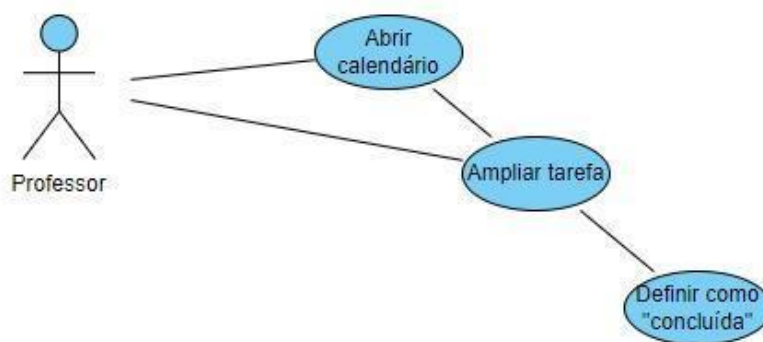 Abrir
calendário
Professor
Ampliar tarefa
Definir como
"concluída"